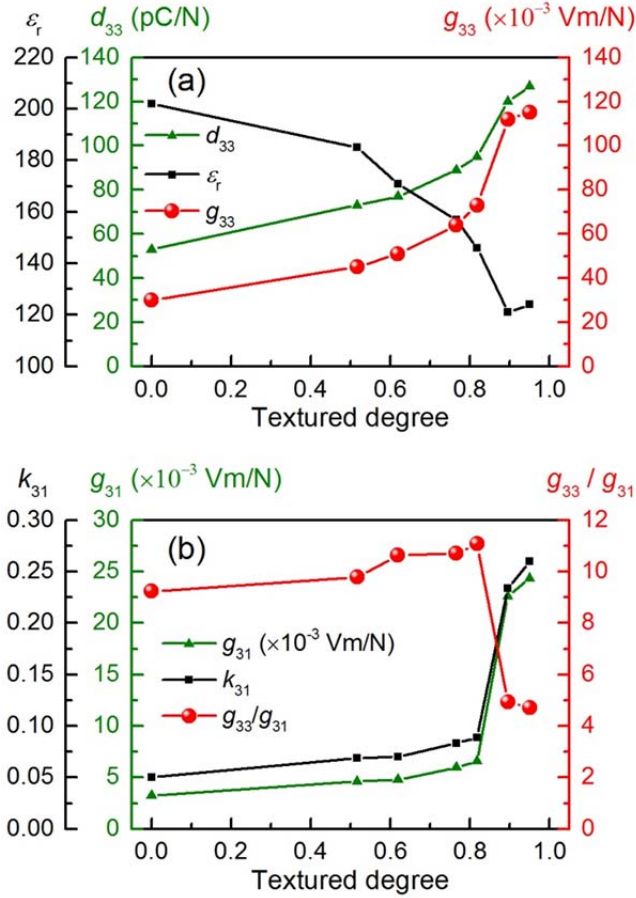 εr d33 (pC/N) g33 (×10⁻³ Vm/N)
220 140 140
(a)
200 120 120
100 100
180 80 80
d33
εr
g33
160 60 60
140 40 40
120 20 20
100 0 0
0.0 0.2 0.4 0.6 0.8 1.0
Textured degree
k31 g31 (×10⁻³ Vm/N) g33 / g31
0.30 30 12
(b)
0.25 25 10
0.20 20 8
g31 (×10⁻³ Vm/N)
k31
g33/g31
0.15 15 6
0.10 10 4
0.05 5 2
0.00 0 0
0.0 0.2 0.4 0.6 0.8 1.0
Textured degree